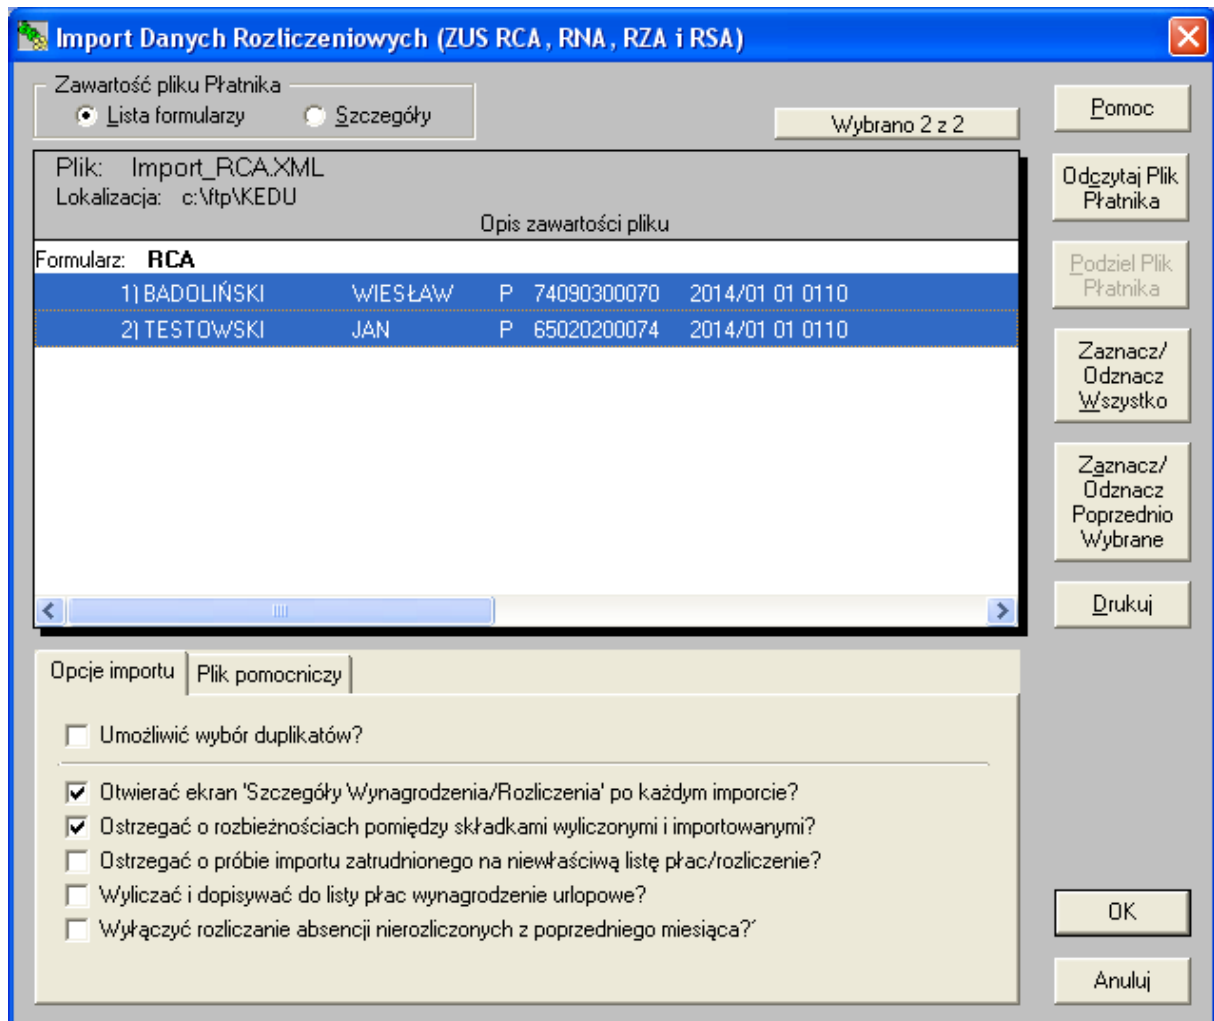 Import Danych Rozliczeniowych (ZUS RCA, RNA, RZA i RSA)
Zawartość pliku Płatnika
Lista formularzy Szczegóły
Wybrano 2 z 2
Pomoc
Plik: Import_RCA.XML
Lokalizacja: c:\ftp\KEDU
Opis zawartości pliku
Odczytaj Plik
Płatnika
Formularz: RCA
1) BADOLIŃSKI WIESŁAW P 74090300070 2014/01 01 0110
2) TESTOWSKI JAN P 65020200074 2014/01 01 0110
Podziel Plik
Płatnika
Zaznacz/
Odznacz
Wszystko
Zaznacz/
Odznacz
Poprzednio
Wybrane
Drukuj
Opcje importu Plik pomocniczy
Umożliwić wybór duplikatów?
Otwierać ekran 'Szczegóły Wynagrodzenia/Rozliczenia' po każdym imporcie?
Ostrzegać o rozbieżnościach pomiędzy składkami wyliczonymi i importowanymi?
Ostrzegać o próbie importu zatrudnionego na niewłaściwą listę płac/rozliczenie?
Wyliczać i dopisywać do listy płac wynagrodzenie urlopowe?
Wyłączyć rozliczanie absencji nierozliczonych z poprzedniego miesiąca?'
OK
Anuluj